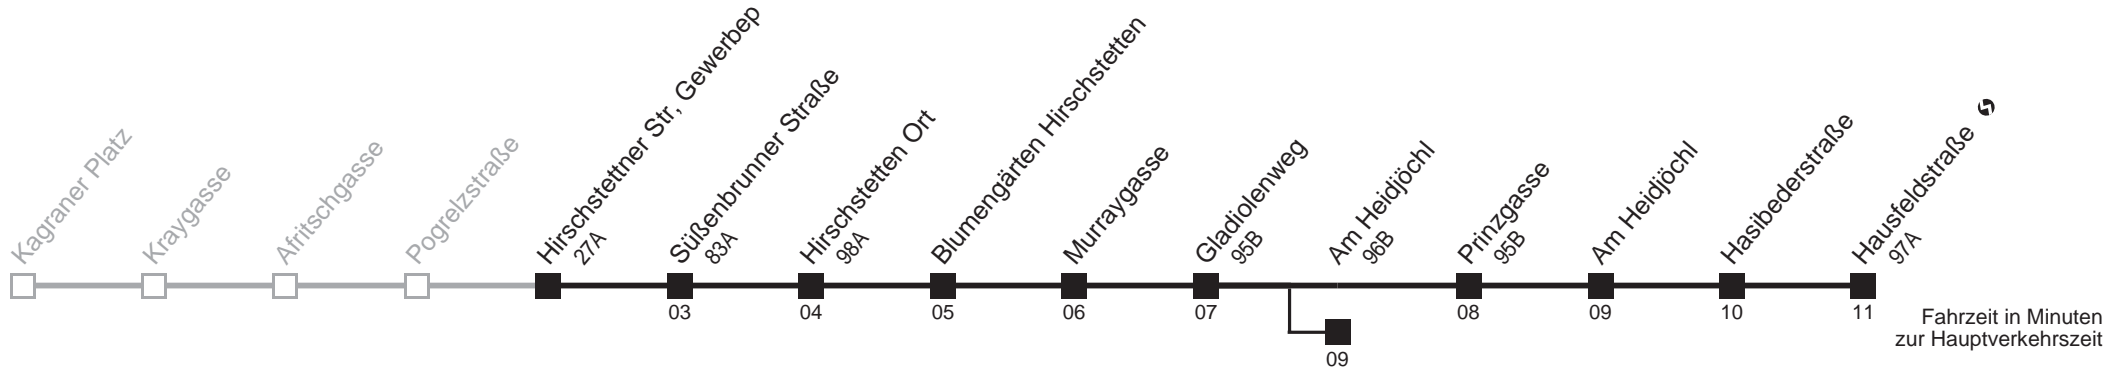 Kagraner Platz
Kraygasse
Afritschgasse
Pogrelzstraße
Hirschstettner Str, Gewerbep
27A
Süßenbrunner Straße
83A
Hirschstetten Ort
98A
Blumengärten Hirschstetten
Murraygasse
Gladiolenweg
95B
Am Heidjöchl
96B
Prinzgasse
95B
Am Heidjöchl
Hasibederstraße
Hausfeldstraße
97A
03
04
05
06
07
08
09
10
11
09
Fahrzeit in Minuten
zur Hauptverkehrszeit